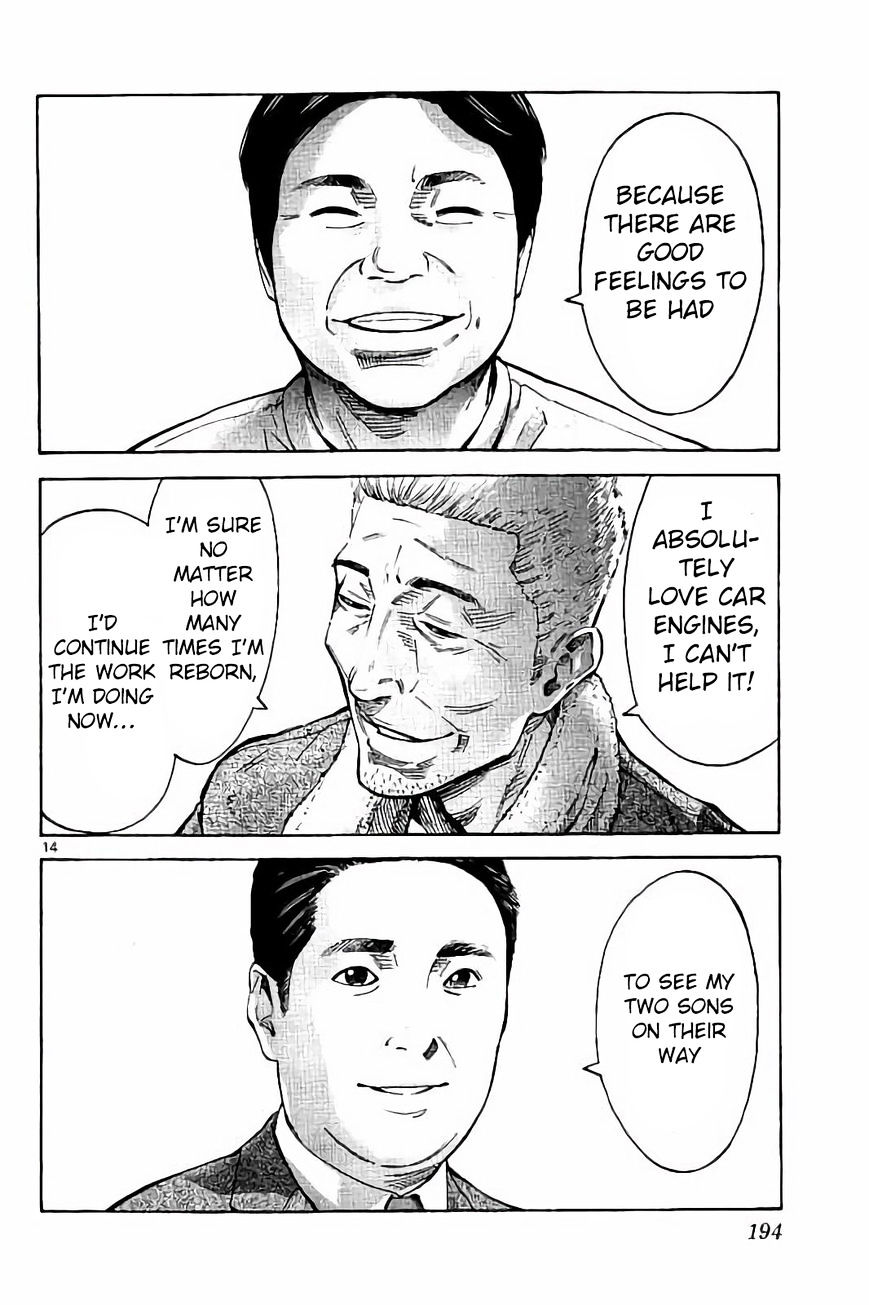 BECAUSE
THERE ARE
GOOD
FEELINGS TO
BE HAD
I
ABSOLU-
TELY
LOVE CAR
ENGINES,
I CAN'T
HELP IT!
I'M SURE
NO
MATTER
HOW
MANY
TIMES I'M
REBORN,
I'D
CONTINUE
THE WORK
I'M DOING
NOW...
14
TO SEE MY
TWO SONS
ON THEIR
WAY
194